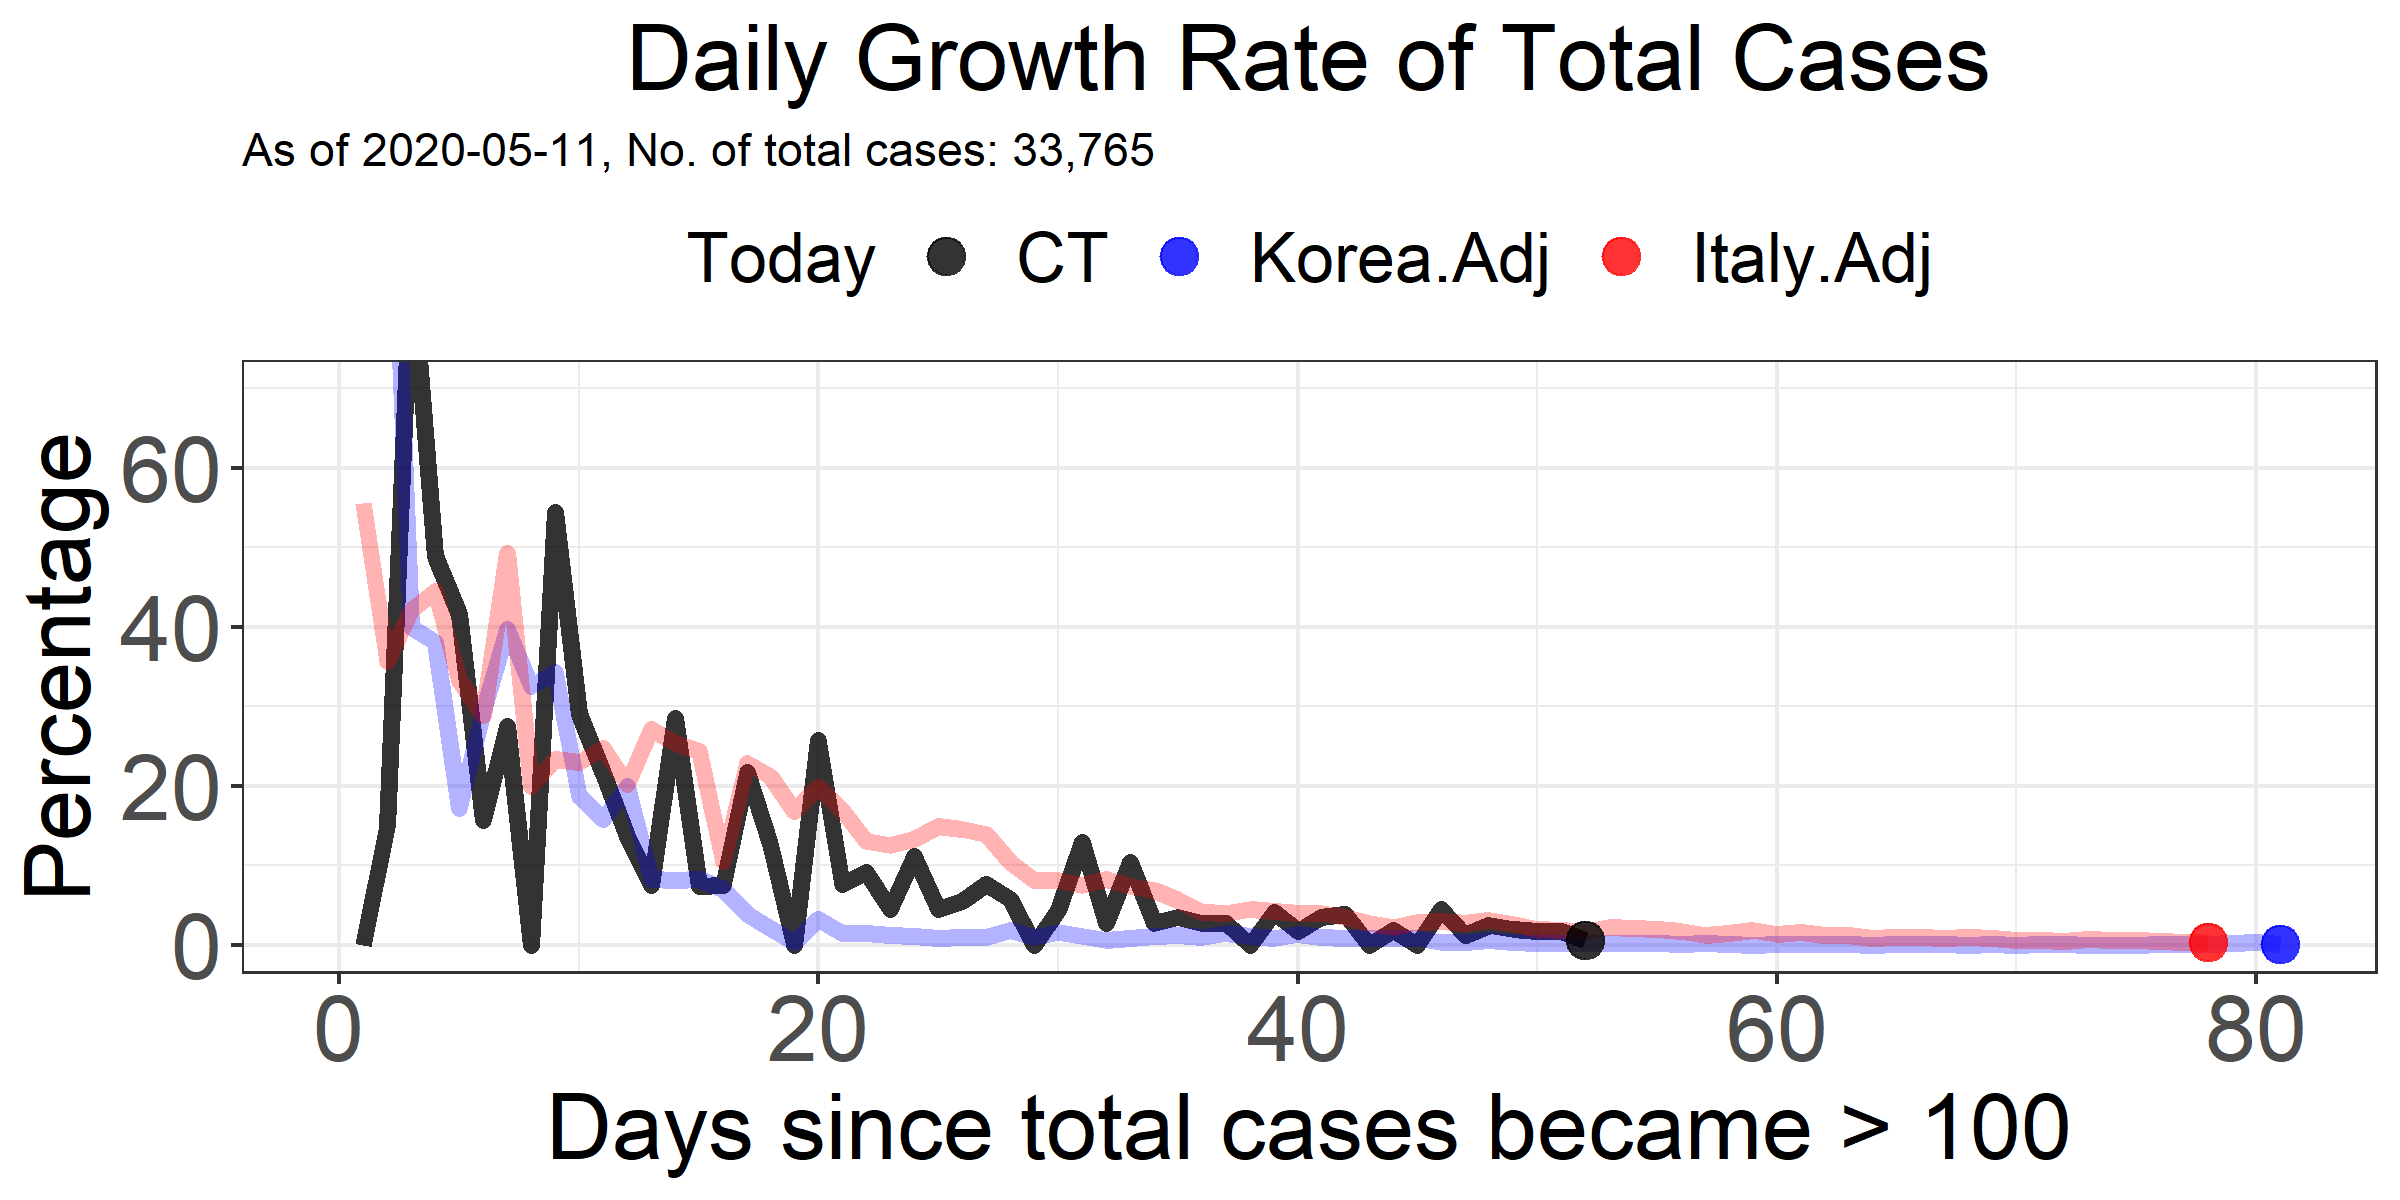 Daily Growth Rate of Total Cases
As of 2020-05-11, No. of total cases: 33,765
Today CT Korea.Adj Italy.Adj
Percentage
60
40
20
0
0 20 40 60 80
Days since total cases became > 100